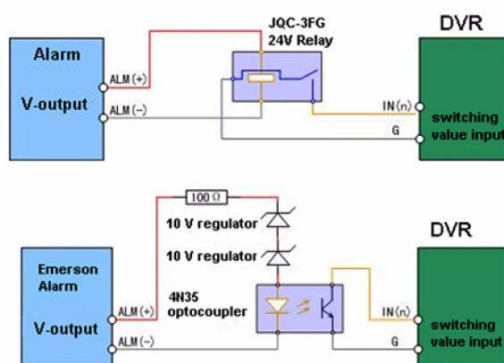 JQC-3FG
24V Relay
DVR
Alarm
V-output
ALM(+)
ALM(-)
IN(n)
G
switching
value input
100Ω
10 V regulator
10 V regulator
DVR
4N35
optocoupler
Emerson
Alarm
V-output
ALM(+)
ALM(-)
IN(n)
G
switching
value input